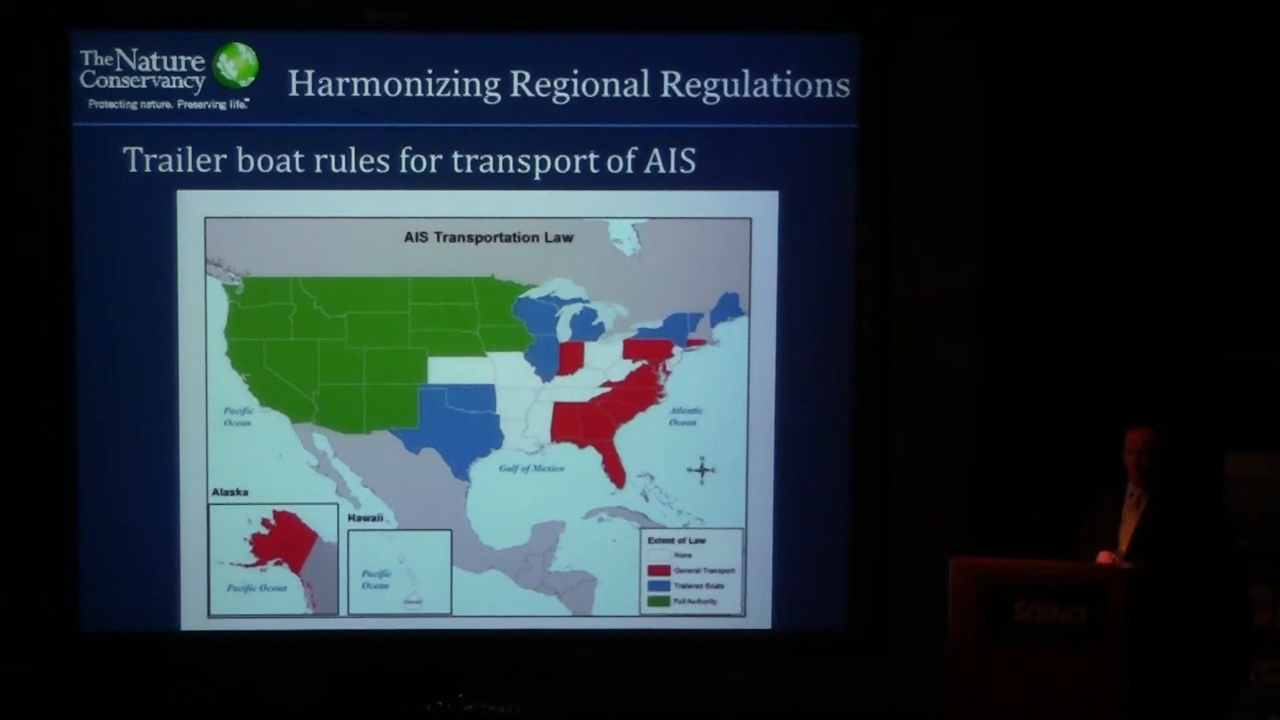 The Nature
Conservancy
Protecting nature. Preserving life.™
Harmonizing Regional Regulations
Trailer boat rules for transport of AIS
AIS Transportation Law
Pacific
Ocean
Atlantic
Ocean
Gulf of Mexico
Alaska
Pacific Ocean
Hawaii
Pacific
Ocean
Extent of Law
None
General Transport
Trailered Boats
Full Authority
SCIENCE